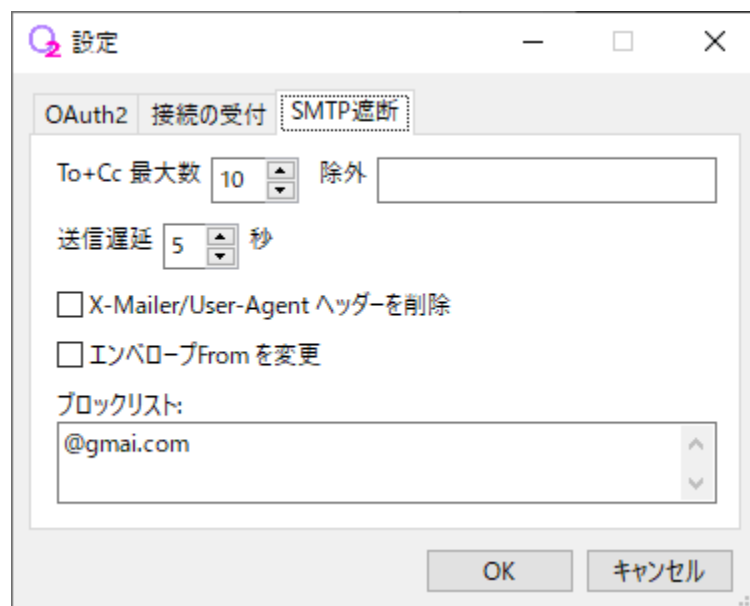 設定
OAuth2 接続の受付 SMTP遮断
To+Cc 最大数 10 除外
送信遅延 5 秒
X-Mailer/User-Agent ヘッダーを削除
エンベロープFrom を変更
ブロックリスト:
@gmai.com
OK キャンセル